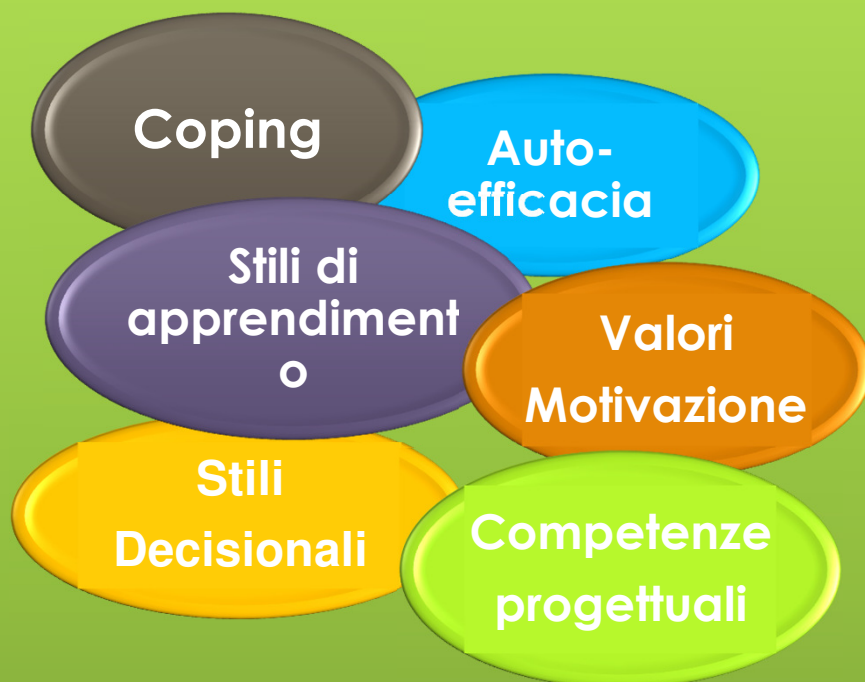 Coping
Auto-
efficacia
Stili di
apprendiment
o
Valori
Motivazione
Stili
Decisionali
Competenze
progettuali